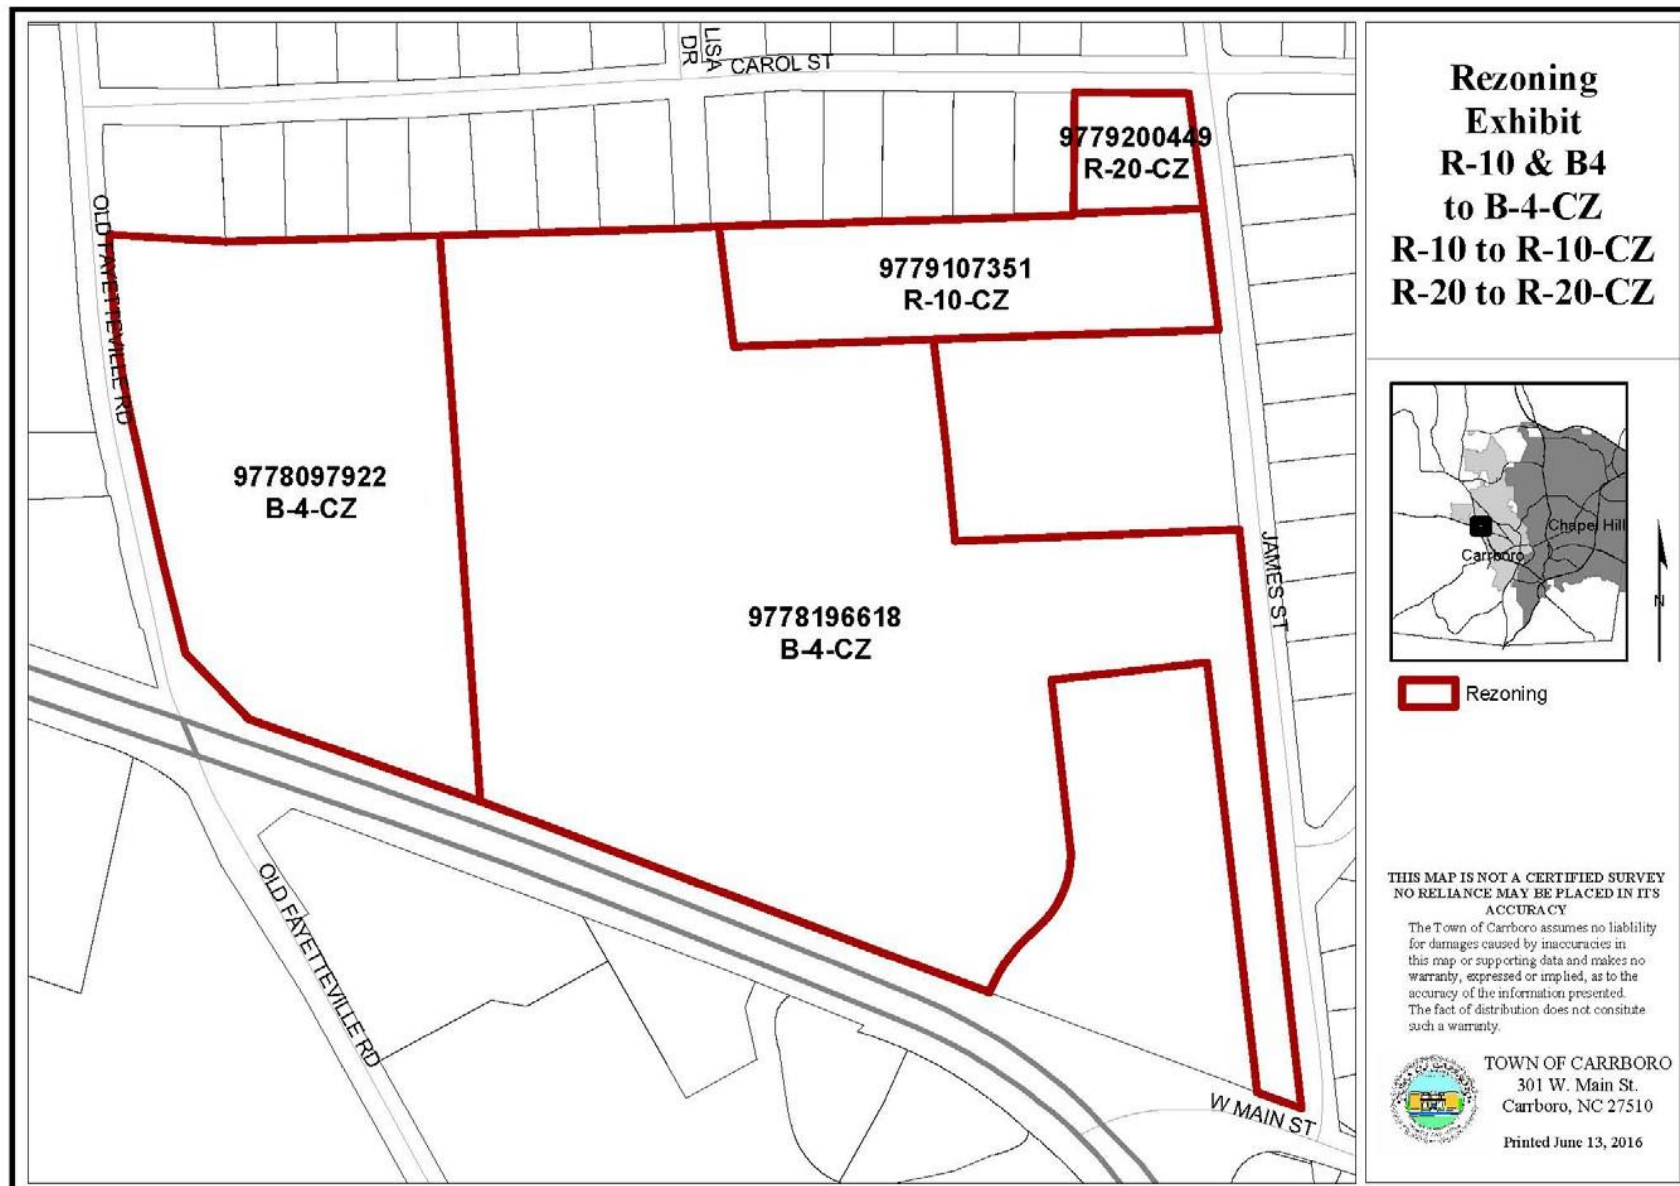 LISA
DR
CAROL ST
9779200449
R-20-CZ
OLD FAYETTEVILLE RD
9779107351
R-10-CZ
9778097922
B-4-CZ
JAMES ST
9778196618
B-4-CZ
OLD FAYETTEVILLE RD
W MAIN ST
Rezoning
Exhibit
R-10 & B4
to B-4-CZ
R-10 to R-10-CZ
R-20 to R-20-CZ
Chapel Hill
Carrboro
N
Rezoning
THIS MAP IS NOT A CERTIFIED SURVEY
NO RELIANCE MAY BE PLACED IN ITS
ACCURACY
The Town of Carrboro assumes no liablility
for damages caused by inaccuracies in
this map or supporting data and makes no
warranty, expressed or implied, as to the
accuracy of the information presented.
The fact of distribution does not consitute
such a warranty.
TOWN OF CARRBORO
301 W. Main St.
Carrboro, NC 27510
Printed June 13, 2016